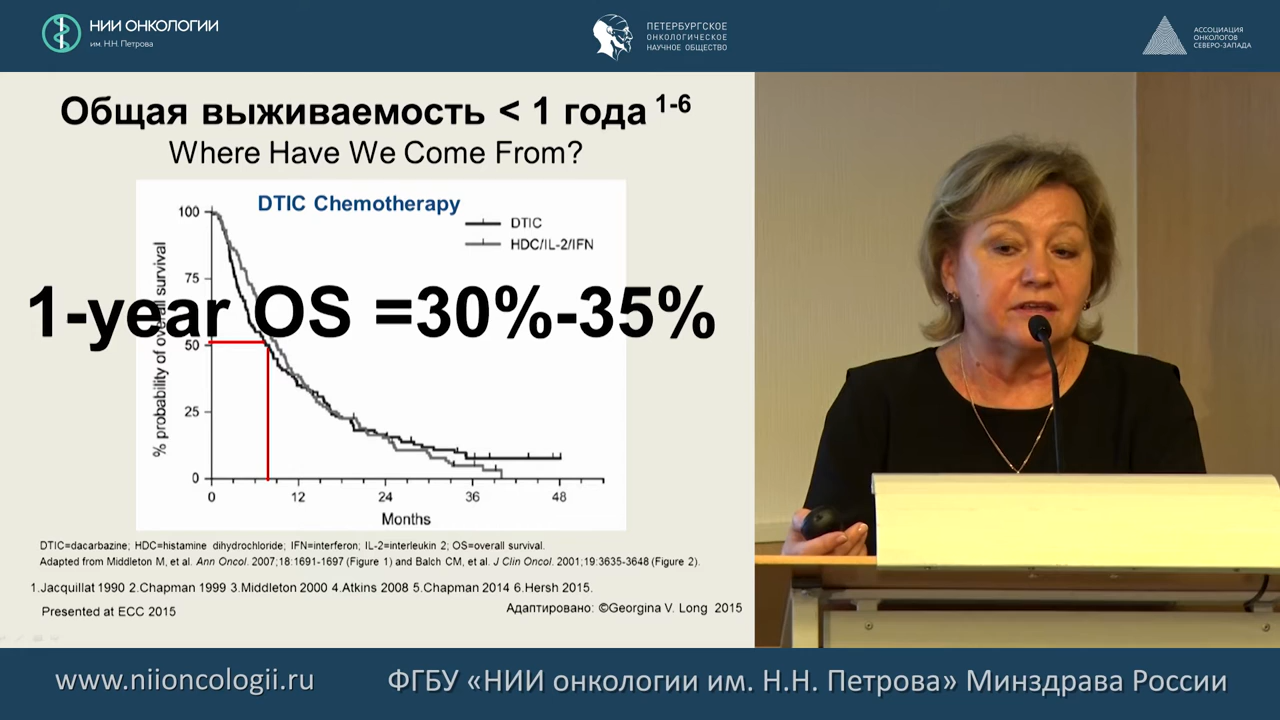 НИИ ОНКОЛОГИИ
им. Н.Н. Петрова
ПЕТЕРБУРГСКОЕ
ОНКОЛОГИЧЕСКОЕ
НАУЧНОЕ ОБЩЕСТВО
АССОЦИАЦИЯ
ОНКОЛОГОВ
СЕВЕРО-ЗАПАДА
Общая выживаемость < 1 года 1-6
Where Have We Come From?
DTIC Chemotherapy
DTIC
HDC/IL-2/IFN
1-year OS =30%-35%
% probability of overall survival
100
75
50
25
0
0 12 24 36 48
Months
DTIC=dacarbazine; HDC=histamine dihydrochloride; IFN=interferon; IL-2=interleukin 2; OS=overall survival.
Adapted from Middleton M, et al. Ann Oncol. 2007;18:1691-1697 (Figure 1) and Balch CM, et al. J Clin Oncol. 2001;19:3635-3648 (Figure 2).
1.Jacquillat 1990 2.Chapman 1999 3.Middleton 2000 4.Atkins 2008 5.Chapman 2014 6.Hersh 2015.
Presented at ECC 2015
Адаптировано: ©Georgina V. Long 2015
www.niioncologii.ru
ФГБУ «НИИ онкологии им. Н.Н. Петрова» Минздрава России